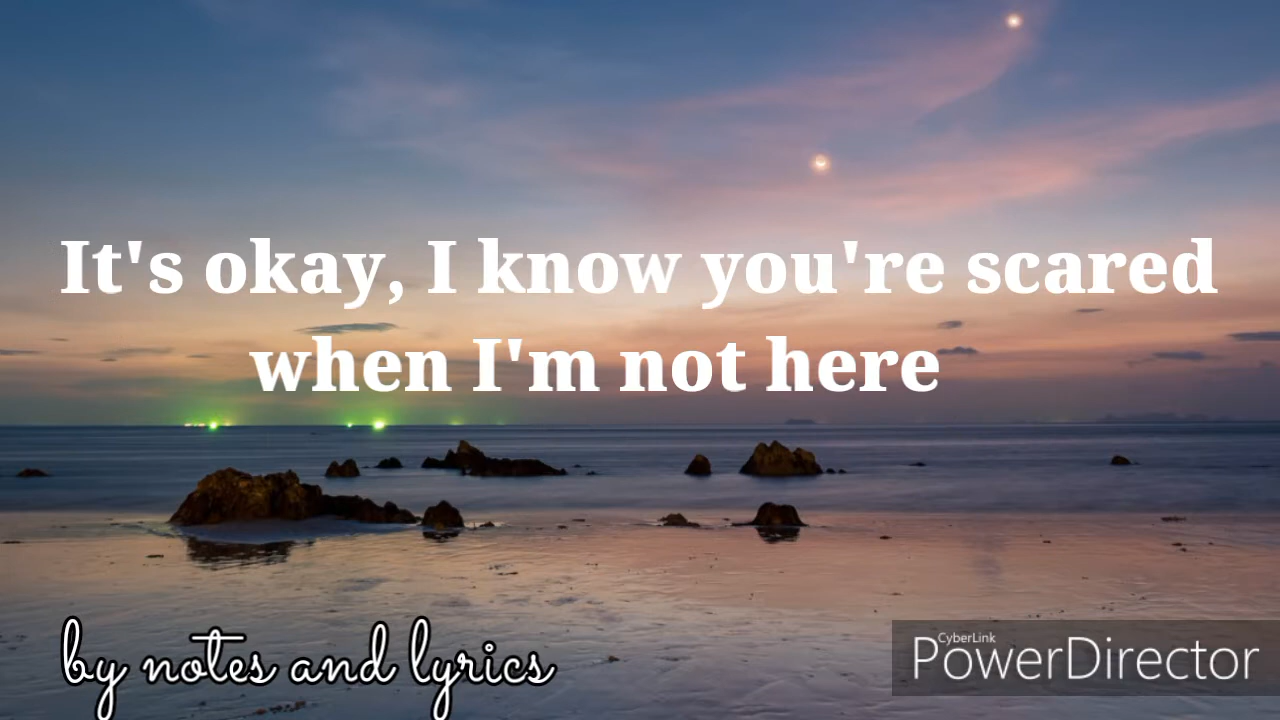 It's okay, I know you're scared
when I'm not here
by notes and lyrics
CyberLink
PowerDirector